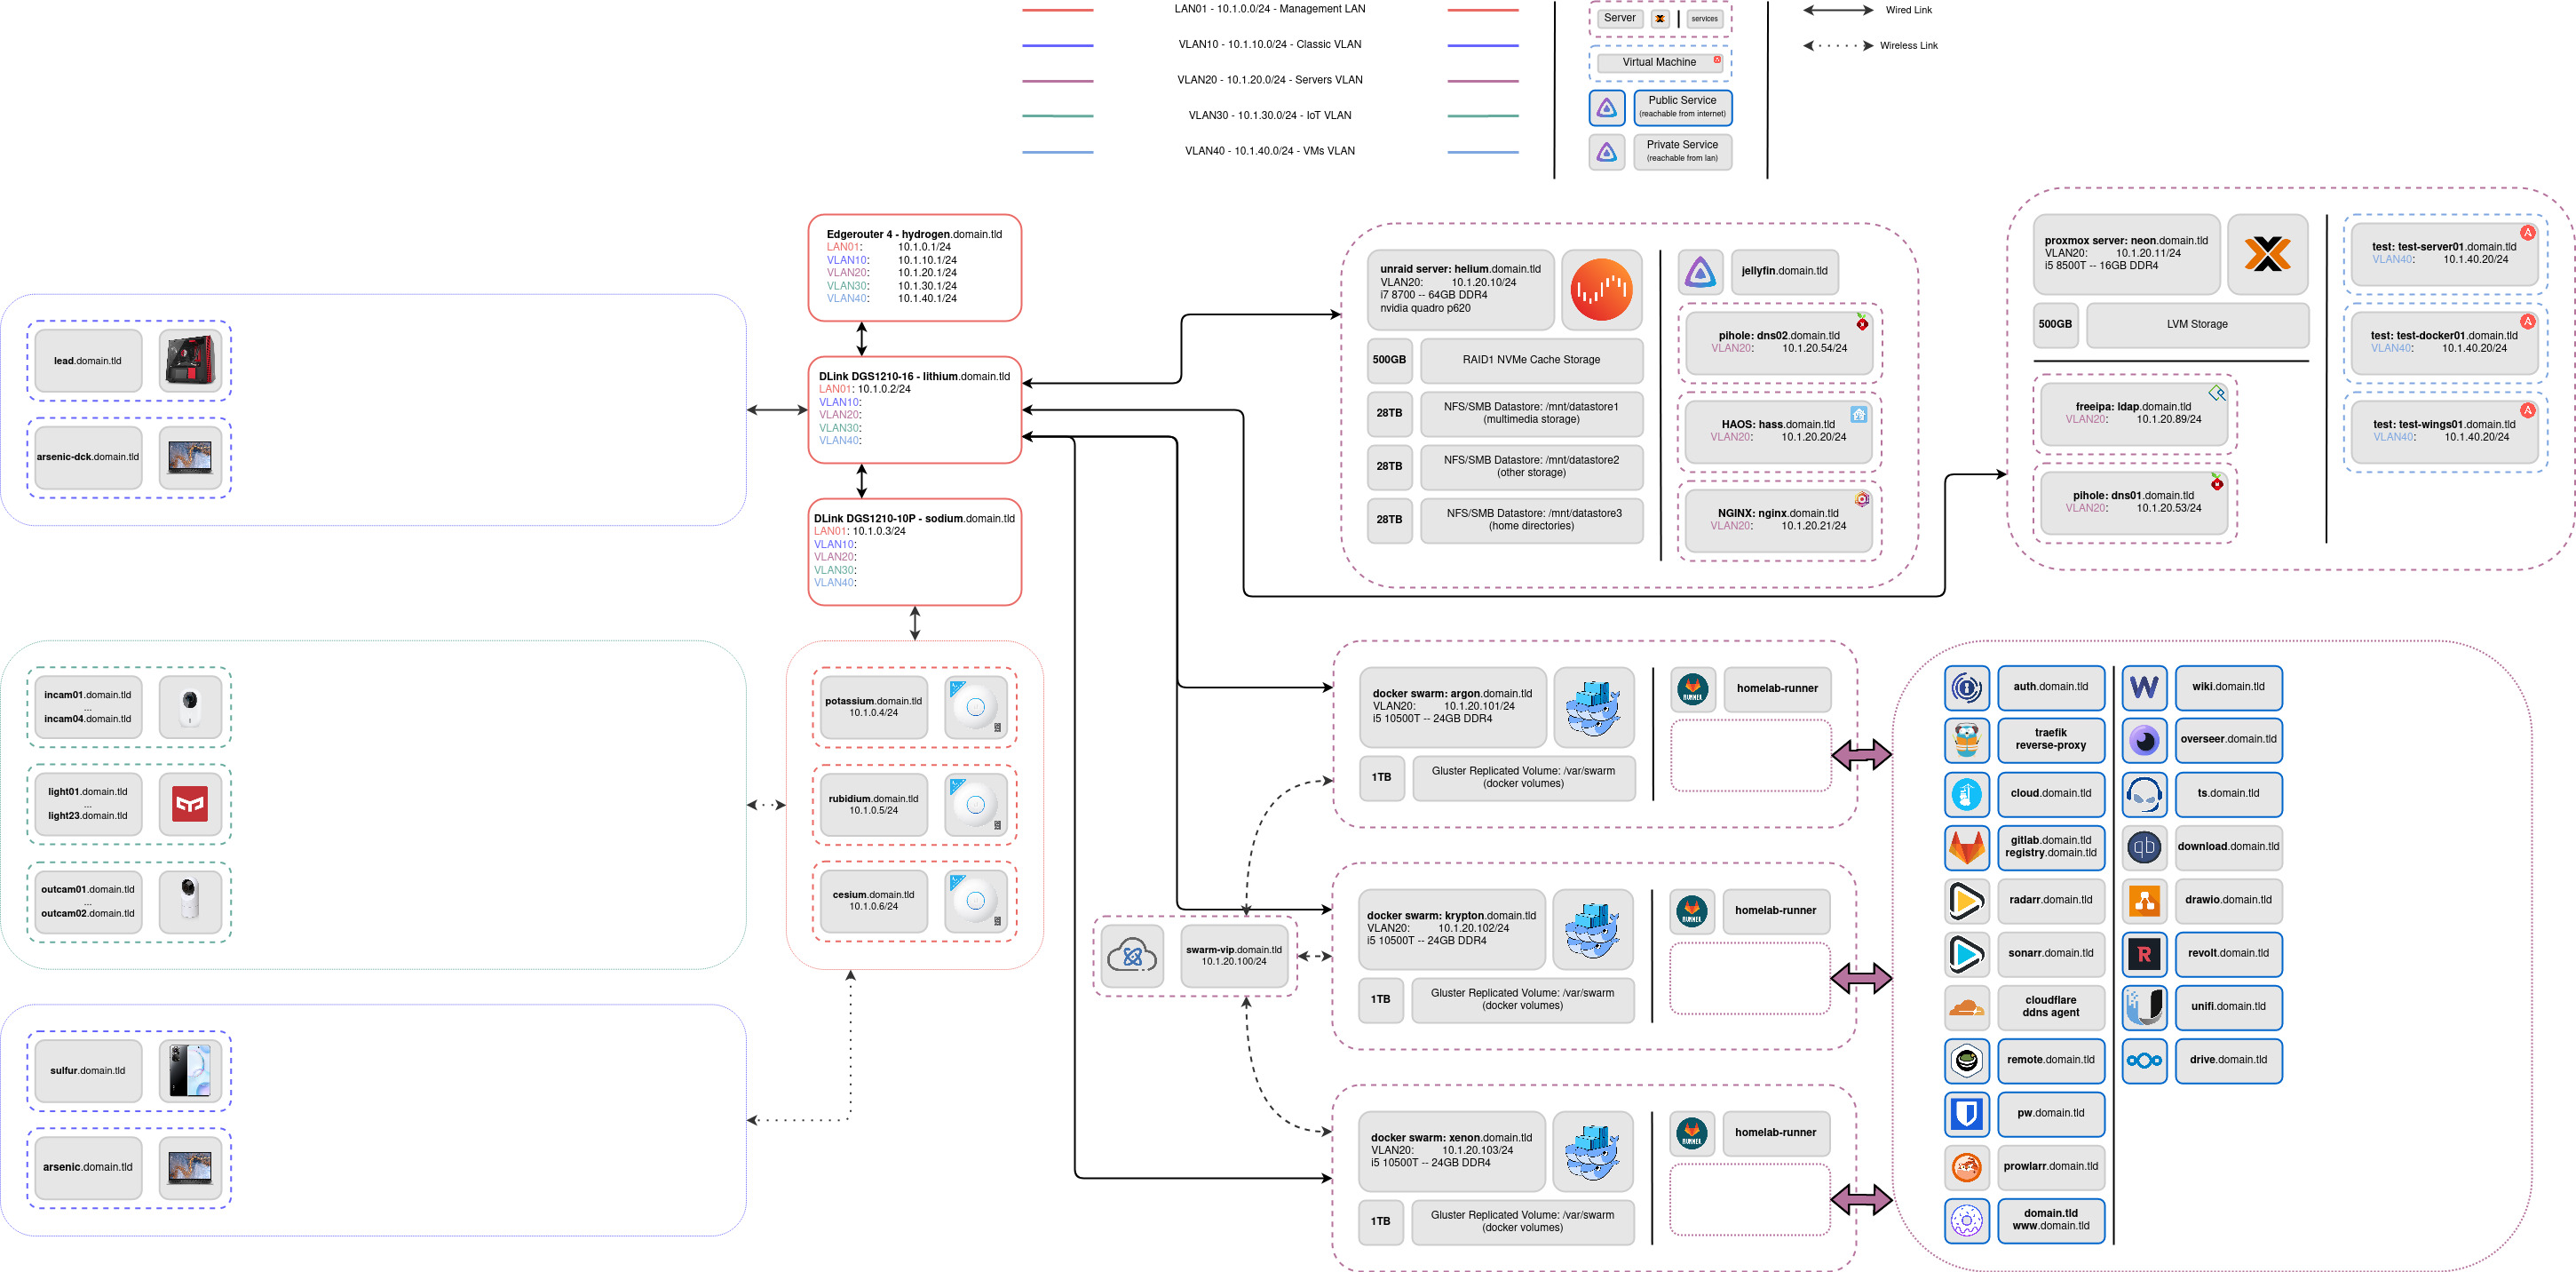 LAN01 - 10.1.0.0/24 - Management LAN
VLAN10 - 10.1.10.0/24 - Classic VLAN
VLAN20 - 10.1.20.0/24 - Servers VLAN
VLAN30 - 10.1.30.0/24 - IoT VLAN
VLAN40 - 10.1.40.0/24 - VMs VLAN
Server
services
Virtual Machine
Public Service
(reachable from internet)
Private Service
(reachable from lan)
Wired Link
Wireless Link
Edgerouter 4 - hydrogen.domain.tld
LAN01: 10.1.0.1/24
VLAN10: 10.1.10.1/24
VLAN20: 10.1.20.1/24
VLAN30: 10.1.30.1/24
VLAN40: 10.1.40.1/24
DLink DGS1210-16 - lithium.domain.tld
LAN01: 10.1.0.2/24
VLAN10:
VLAN20:
VLAN30:
VLAN40:
DLink DGS1210-10P - sodium.domain.tld
LAN01: 10.1.0.3/24
VLAN10:
VLAN20:
VLAN30:
VLAN40:
lead.domain.tld
arsenic-dck.domain.tld
incam01.domain.tld
...
incam04.domain.tld
light01.domain.tld
...
light23.domain.tld
outcam01.domain.tld
...
outcam02.domain.tld
sulfur.domain.tld
arsenic.domain.tld
potassium.domain.tld
10.1.0.4/24
rubidium.domain.tld
10.1.0.5/24
cesium.domain.tld
10.1.0.6/24
unraid server: helium.domain.tld
VLAN20: 10.1.20.10/24
i7 8700 -- 64GB DDR4
nvidia quadro p620
500GB
RAID1 NVMe Cache Storage
28TB
NFS/SMB Datastore: /mnt/datastore1
(multimedia storage)
28TB
NFS/SMB Datastore: /mnt/datastore2
(other storage)
28TB
NFS/SMB Datastore: /mnt/datastore3
(home directories)
jellyfin.domain.tld
pihole: dns02.domain.tld
VLAN20: 10.1.20.54/24
HAOS: hass.domain.tld
VLAN20: 10.1.20.20/24
NGINX: nginx.domain.tld
VLAN20: 10.1.20.21/24
proxmox server: neon.domain.tld
VLAN20: 10.1.20.11/24
i5 8500T -- 16GB DDR4
500GB
LVM Storage
freeipa: ldap.domain.tld
VLAN20: 10.1.20.89/24
pihole: dns01.domain.tld
VLAN20: 10.1.20.53/24
test: test-server01.domain.tld
VLAN40: 10.1.40.20/24
test: test-docker01.domain.tld
VLAN40: 10.1.40.20/24
test: test-wings01.domain.tld
VLAN40: 10.1.40.20/24
swarm-vip.domain.tld
10.1.20.100/24
docker swarm: argon.domain.tld
VLAN20: 10.1.20.101/24
i5 10500T -- 24GB DDR4
1TB
Gluster Replicated Volume: /var/swarm
(docker volumes)
RUNNER
homelab-runner
docker swarm: krypton.domain.tld
VLAN20: 10.1.20.102/24
i5 10500T -- 24GB DDR4
1TB
Gluster Replicated Volume: /var/swarm
(docker volumes)
RUNNER
homelab-runner
docker swarm: xenon.domain.tld
VLAN20: 10.1.20.103/24
i5 10500T -- 24GB DDR4
1TB
Gluster Replicated Volume: /var/swarm
(docker volumes)
RUNNER
homelab-runner
auth.domain.tld
traefik
reverse-proxy
cloud.domain.tld
gitlab.domain.tld
registry.domain.tld
radarr.domain.tld
sonarr.domain.tld
cloudflare
ddns agent
remote.domain.tld
pw.domain.tld
prowlarr.domain.tld
domain.tld
www.domain.tld
W
wiki.domain.tld
overseer.domain.tld
ts.domain.tld
qb
download.domain.tld
drawio.domain.tld
R
revolt.domain.tld
U
unifi.domain.tld
drive.domain.tld